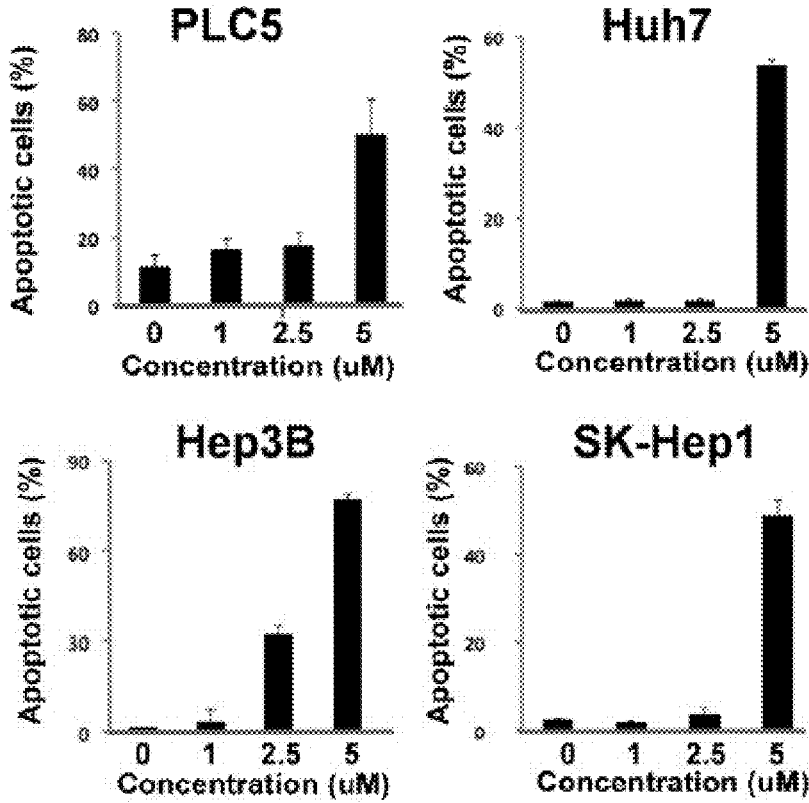 PLC5
Apoptotic cells (%)
80
60
40
20
0
0 1 2.5 5
Concentration (uM)
Huh7
Apoptotic cells (%)
60
40
20
0
0 1 2.5 5
Concentration (uM)
Hep3B
Apoptotic cells (%)
90
60
30
0
0 1 2.5 5
Concentration (uM)
SK-Hep1
Apoptotic cells (%)
60
40
20
0
0 1 2.5 5
Concentration (uM)